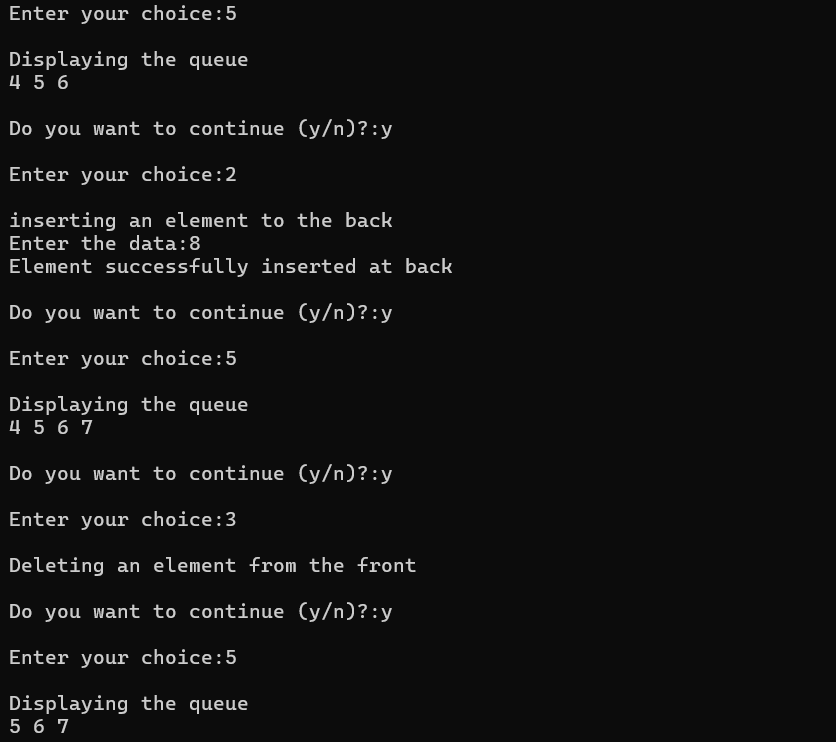 Enter your choice:5
Displaying the queue
4 5 6
Do you want to continue (y/n)?:y
Enter your choice:2
inserting an element to the back
Enter the data:8
Element successfully inserted at back
Do you want to continue (y/n)?:y
Enter your choice:5
Displaying the queue
4 5 6 7
Do you want to continue (y/n)?:y
Enter your choice:3
Deleting an element from the front
Do you want to continue (y/n)?:y
Enter your choice:5
Displaying the queue
5 6 7